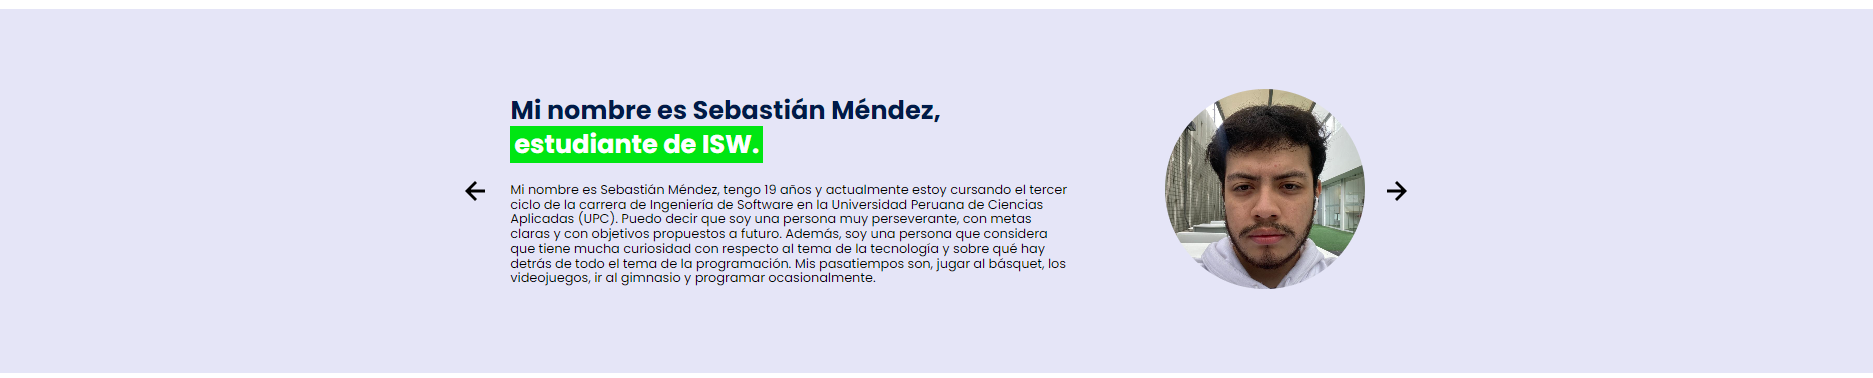 Mi nombre es Sebastián Méndez,
estudiante de ISW.
Mi nombre es Sebastián Méndez, tengo 19 años y actualmente estoy cursando el tercer
ciclo de la carrera de Ingeniería de Software en la Universidad Peruana de Ciencias
Aplicadas (UPC). Puedo decir que soy una persona muy perseverante, con metas
claras y con objetivos propuestos a futuro. Además, soy una persona que considera
que tiene mucha curiosidad con respecto al tema de la tecnología y sobre qué hay
detrás de todo el tema de la programación. Mis pasatiempos son, jugar al básquet, los
videojuegos, ir al gimnasio y programar ocasionalmente.